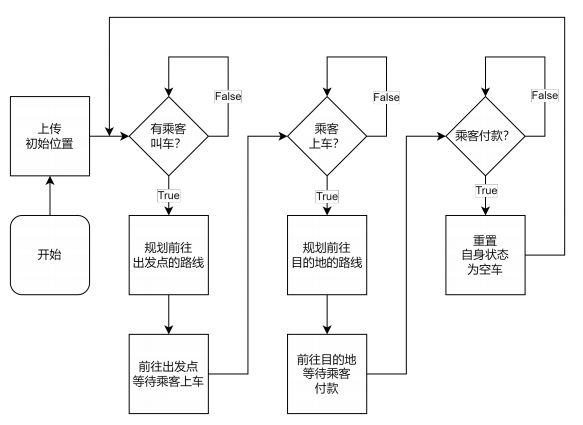 False
False
False
上传
初始位置
有乘客
叫车？
乘客
上车？
乘客付款？
True
True
True
开始
规划前往
出发点的路线
规划前往
目的地的路线
重置
自身状态
为空车
前往出发点
等待乘客上车
前往目的地
等待乘客
付款